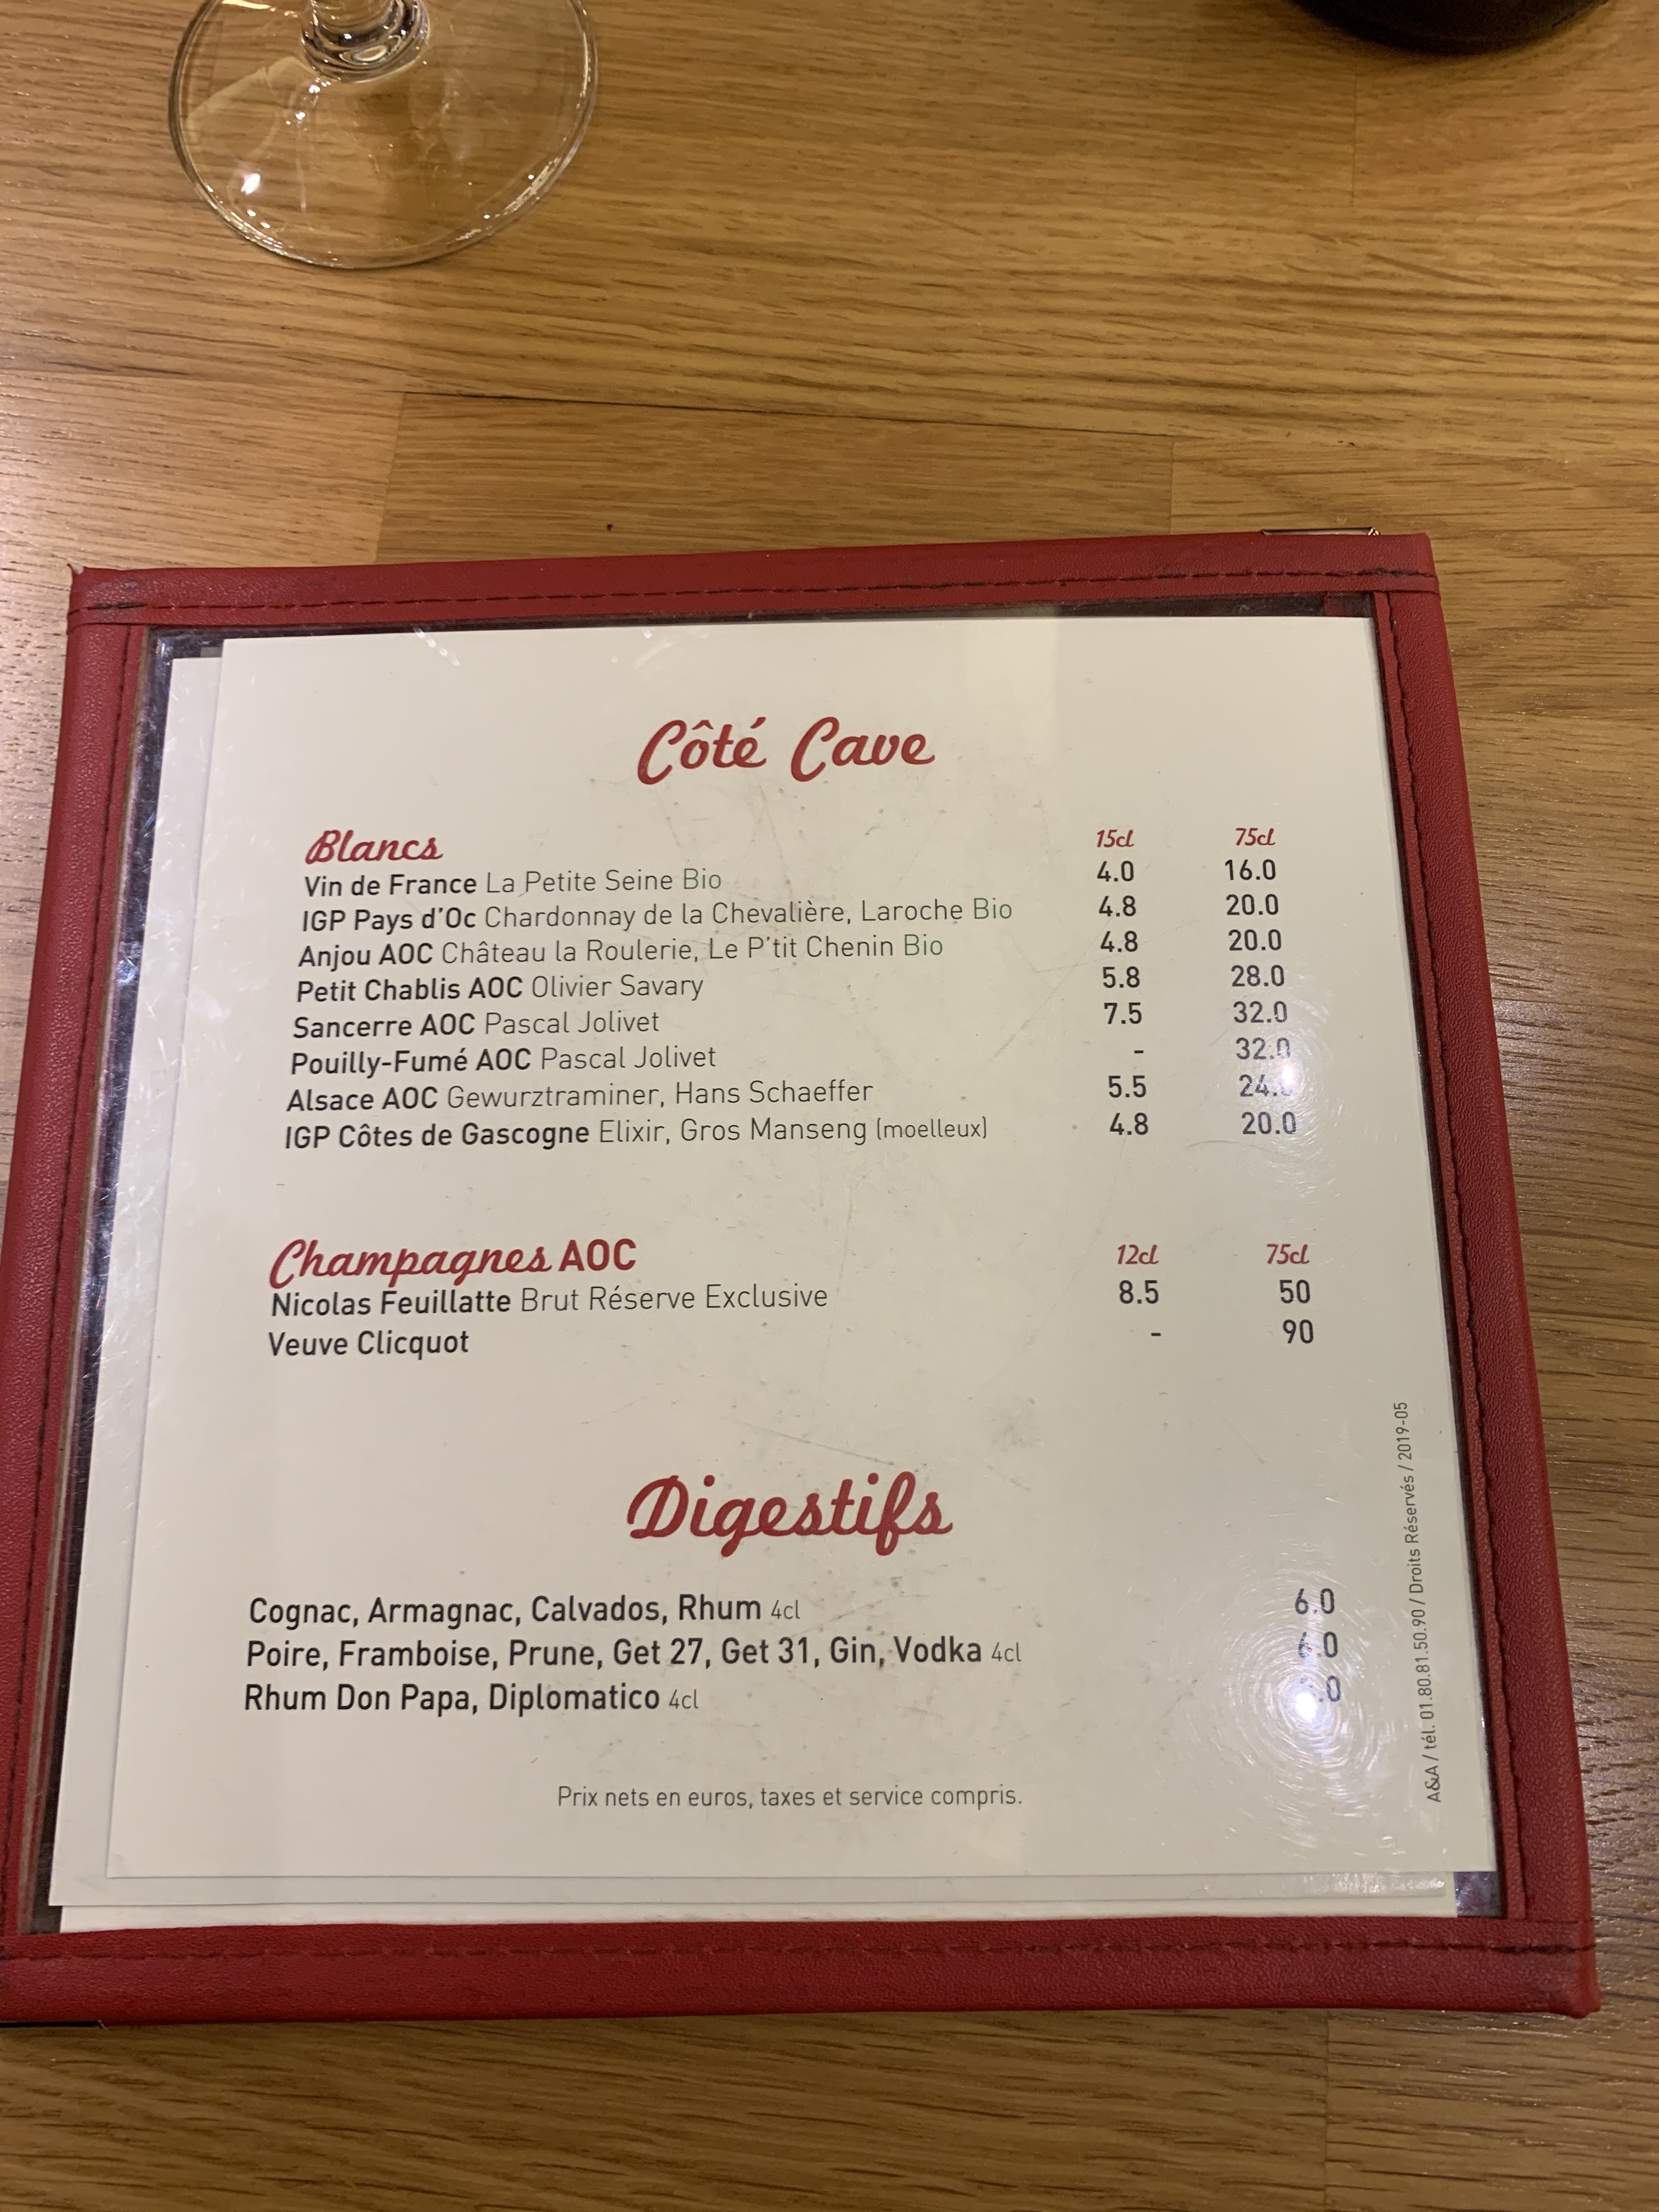 Côté Cave
Blancs 15cl 75cl
Vin de France La Petite Seine Bio 4.0 16.0
IGP Pays d'Oc Chardonnay de la Chevalière, Laroche Bio 4.8 20.0
Anjou AOC Château la Roulerie, Le P'tit Chenin Bio 4.8 20.0
Petit Chablis AOC Olivier Savary 5.8 28.0
Sancerre AOC Pascal Jolivet 7.5 32.0
Pouilly-Fumé AOC Pascal Jolivet - 32.0
Alsace AOC Gewurztraminer, Hans Schaeffer 5.5 24.0
IGP Côtes de Gascogne Elixir, Gros Manseng (moelleux) 4.8 20.0
Champagnes AOC 12cl 75cl
Nicolas Feuillatte Brut Réserve Exclusive 8.5 50
Veuve Clicquot - 90
Digestifs
Cognac, Armagnac, Calvados, Rhum 4cl 6.0
Poire, Framboise, Prune, Get 27, Get 31, Gin, Vodka 4cl 6.0
Rhum Don Papa, Diplomatico 4cl
Prix nets en euros, taxes et service compris.
A&A / tél. 01.80.81.50.90 / Droits Réservés / 2019-05